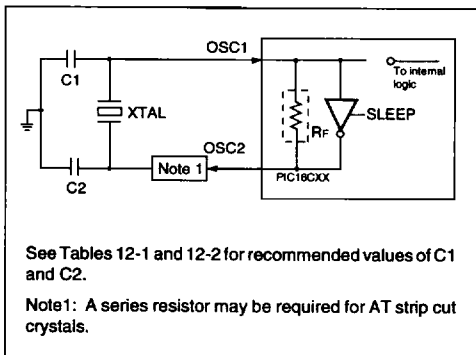 OSC1
C1
To internal
logic
XTAL
SLEEP
RF
OSC2
C2
Note 1
PIC16CXX
See Tables 12-1 and 12-2 for recommended values of C1
and C2.
Note1: A series resistor may be required for AT strip cut
crystals.